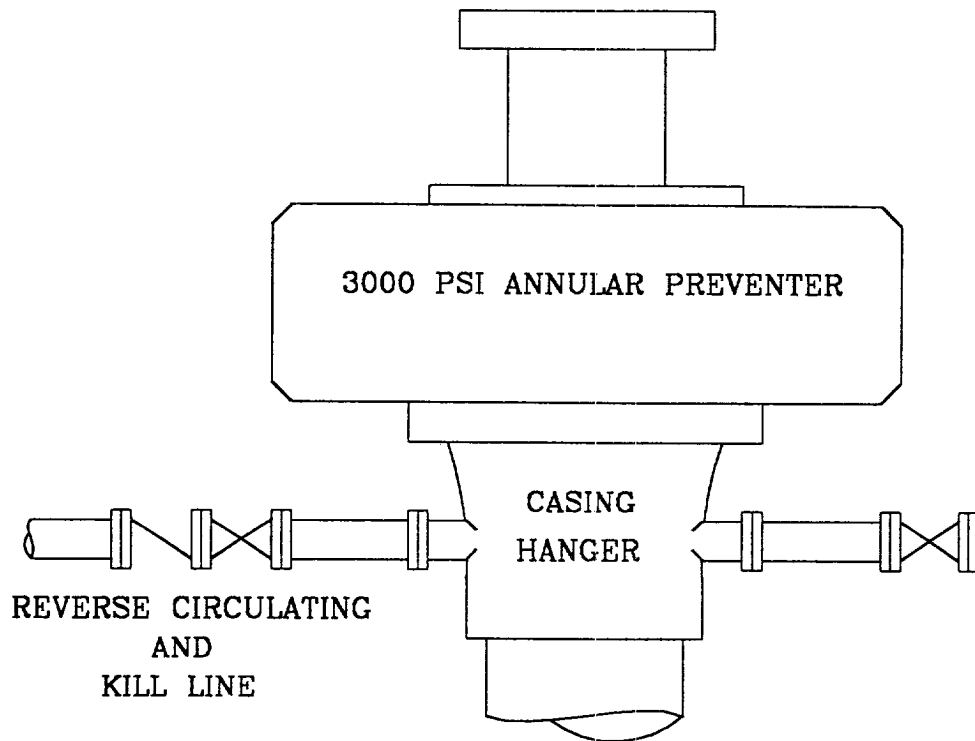 3000 PSI ANNULAR PREVENTER
CASING
HANGER
REVERSE CIRCULATING
AND
KILL LINE